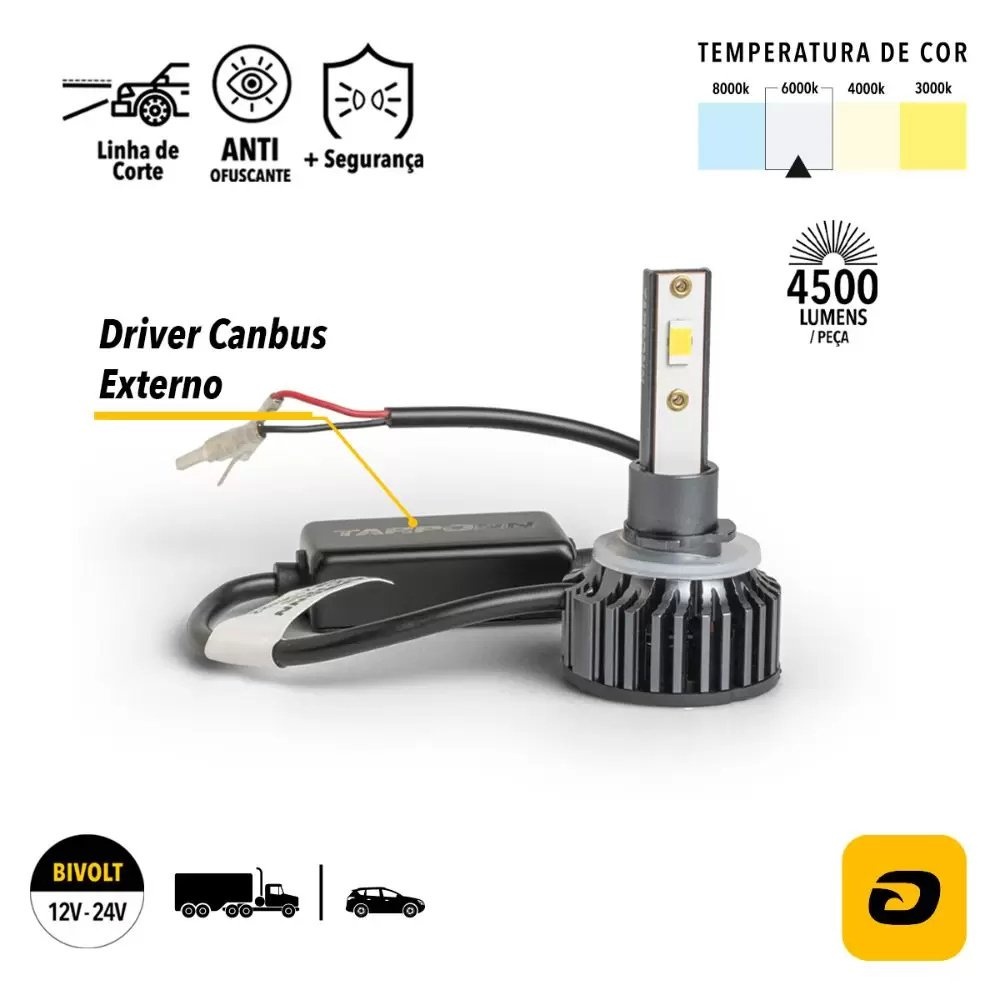 TEMPERATURA DE COR
8000k 6000k 4000k 3000k
Linha de
Corte
ANTI
OFUSCANTE
+ Segurança
4500
LUMENS
/ PEÇA
Driver Canbus
Externo
BIVOLT
12V - 24V